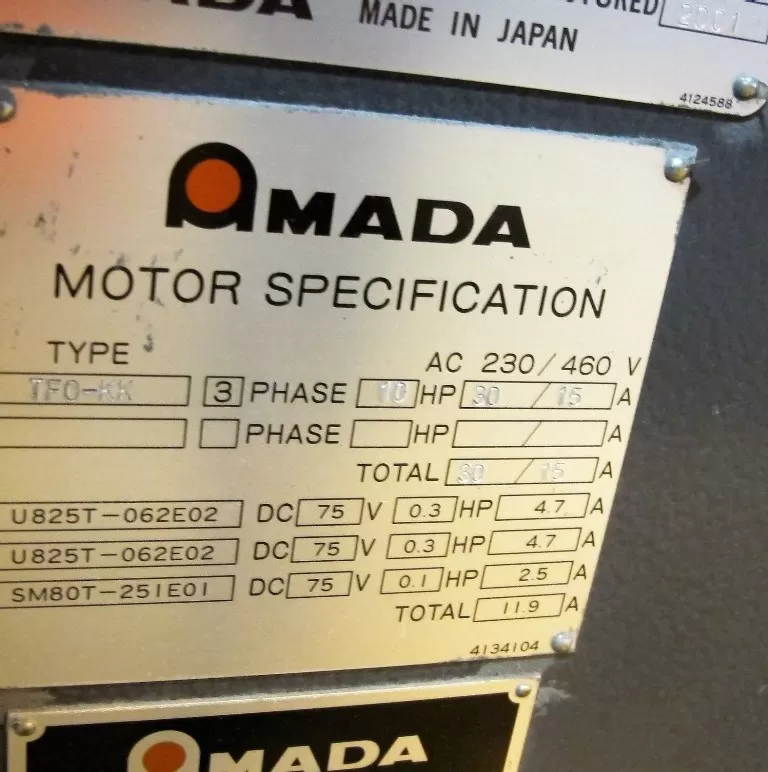 MADE IN JAPAN
2001
4124588
AMADA
MOTOR SPECIFICATION
TYPE AC 230/460 V
TFO-KK 3 PHASE 10 HP 30 / 15 A
PHASE HP / A
TOTAL 30 / 15 A
U825T-062E02 DC 75 V 0.3 HP 4.7 A
U825T-062E02 DC 75 V 0.3 HP 4.7 A
SM80T-251E01 DC 75 V 0.1 HP 2.5 A
TOTAL 11.9 A
4134104
AMADA